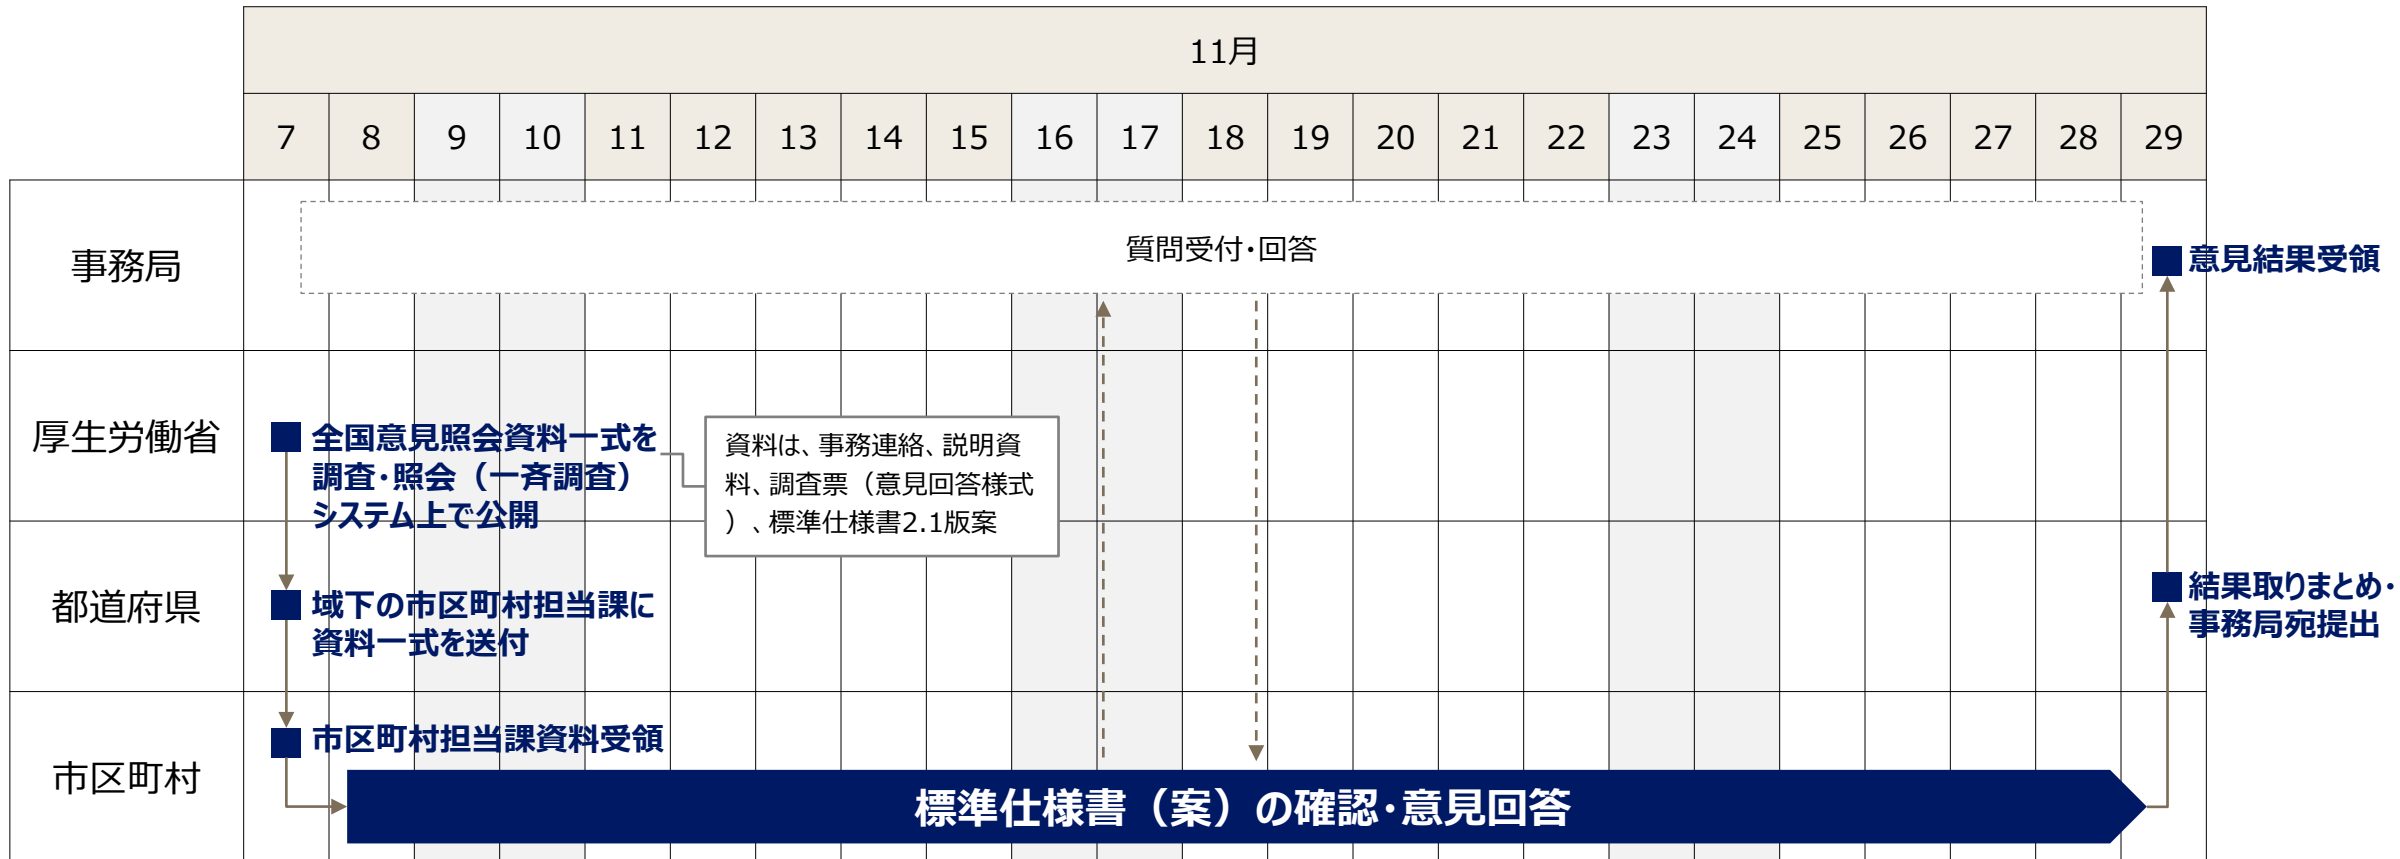 11月
7 8 9 10 11 12 13 14 15 16 17 18 19 20 21 22 23 24 25 26 27 28 29
事務局
質問受付・回答
意見結果受領
厚生労働省
全国意見照会資料一式を
調査・照会（一斉調査）
システム上で公開
資料は、事務連絡、説明資
料、調査票（意見回答様式
）、標準仕様書2.1版案
都道府県
域下の市区町村担当課に
資料一式を送付
結果取りまとめ・
事務局宛提出
市区町村
市区町村担当課資料受領
標準仕様書（案）の確認・意見回答